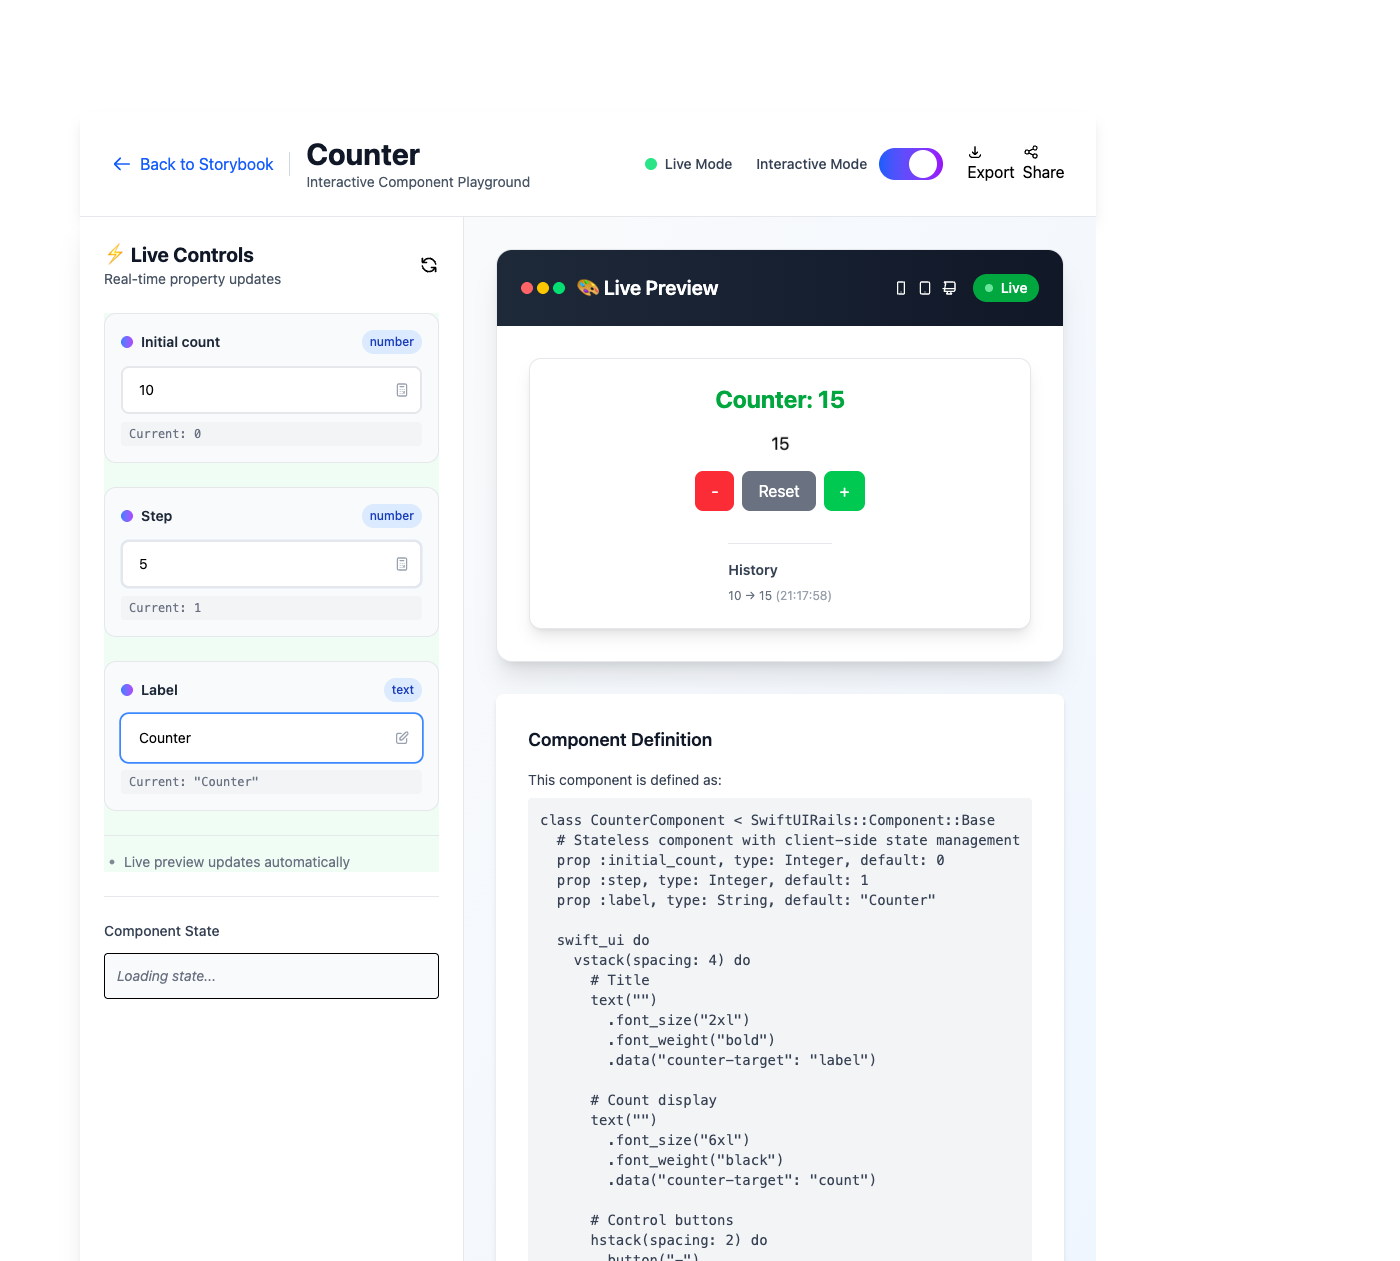 Back to Storybook
Counter
Interactive Component Playground
Live Mode
Interactive Mode
Export
Share
⚡ Live Controls
Real-time property updates
Initial count
number
10
Current: 0
Step
number
5
Current: 1
Label
text
Counter
Current: "Counter"
• Live preview updates automatically
Component State
Loading state...
🎨 Live Preview
Live
Counter: 15
15
-
Reset
+
History
10 → 15 (21:17:58)
Component Definition
This component is defined as:
class CounterComponent < SwiftUIRails::Component::Base
  # Stateless component with client-side state management
  prop :initial_count, type: Integer, default: 0
  prop :step, type: Integer, default: 1
  prop :label, type: String, default: "Counter"
  swift_ui do
    vstack(spacing: 4) do
      # Title
      text("")
        .font_size("2xl")
        .font_weight("bold")
        .data("counter-target": "label")
      # Count display
      text("")
        .font_size("6xl")
        .font_weight("black")
        .data("counter-target": "count")
      # Control buttons
      hstack(spacing: 2) do
        button("-")